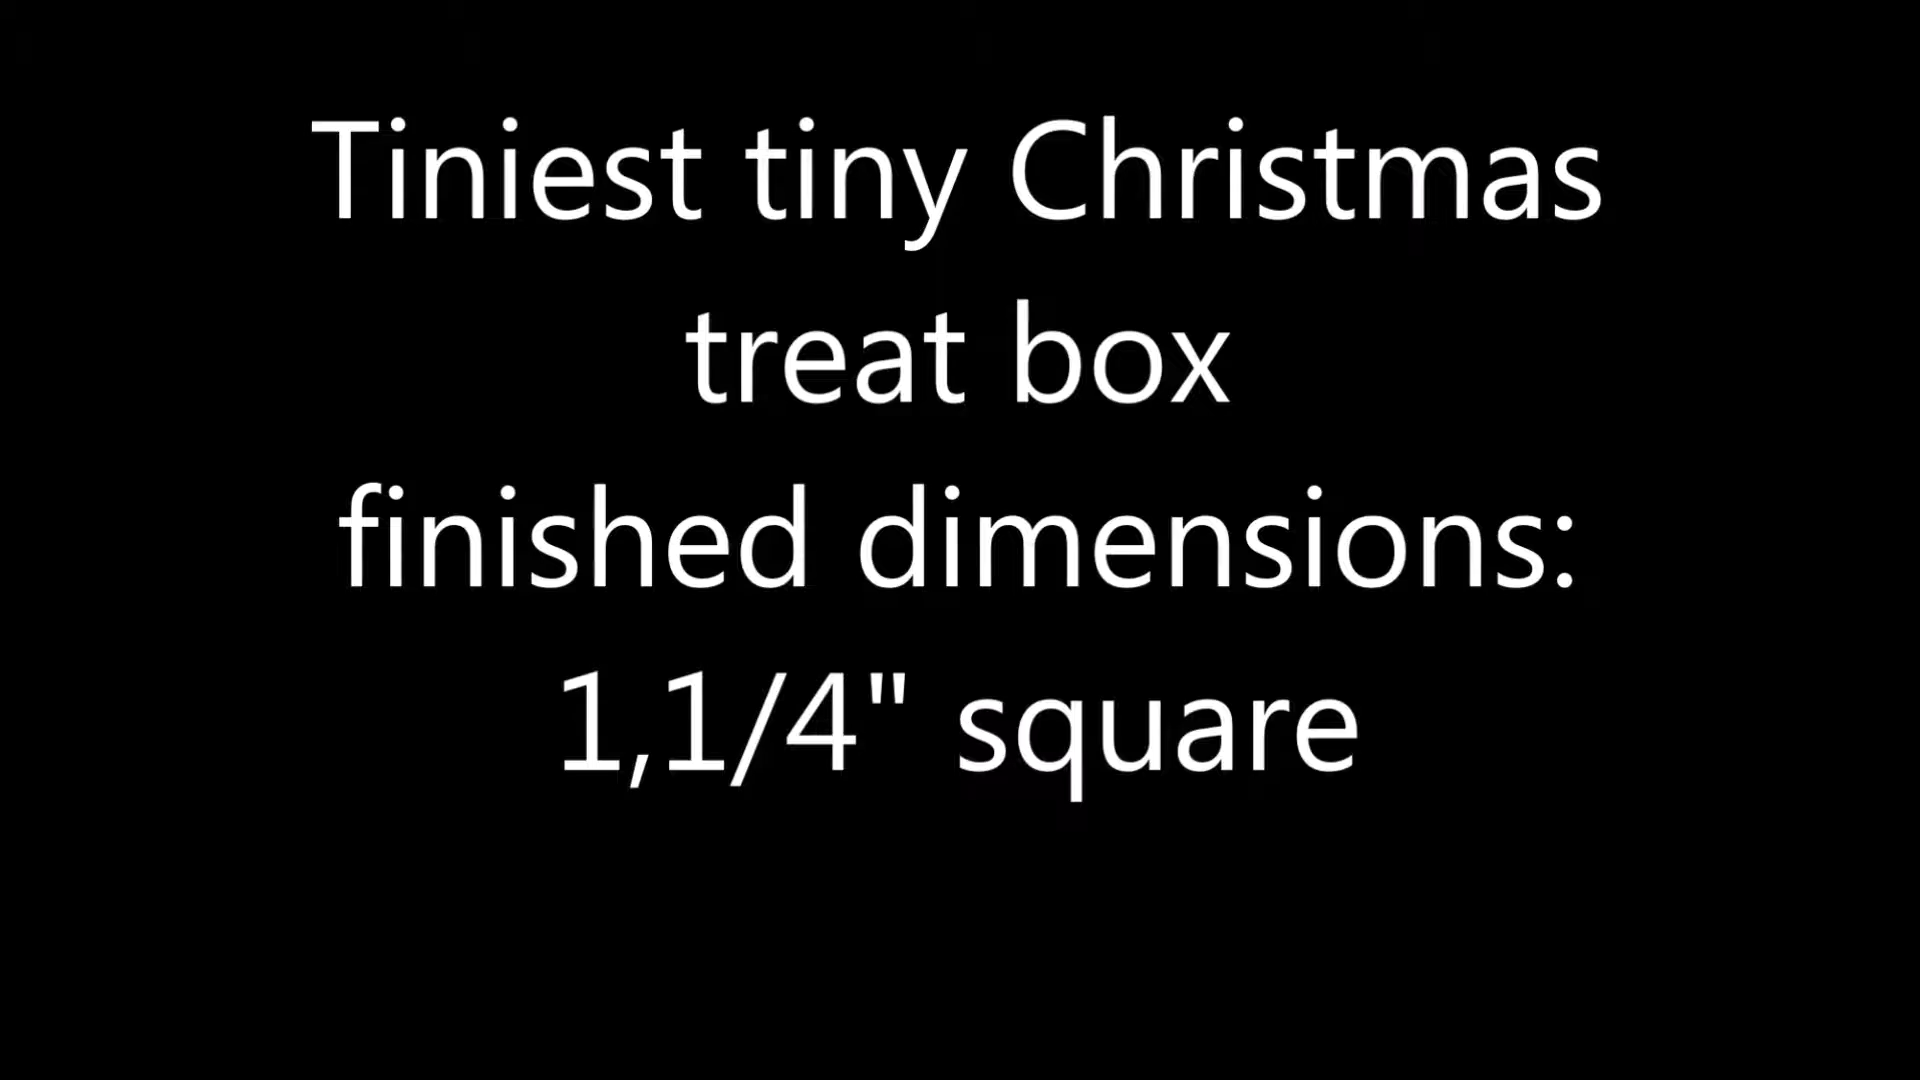 Tiniest tiny Christmas
treat box
finished dimensions:
1,1/4" square